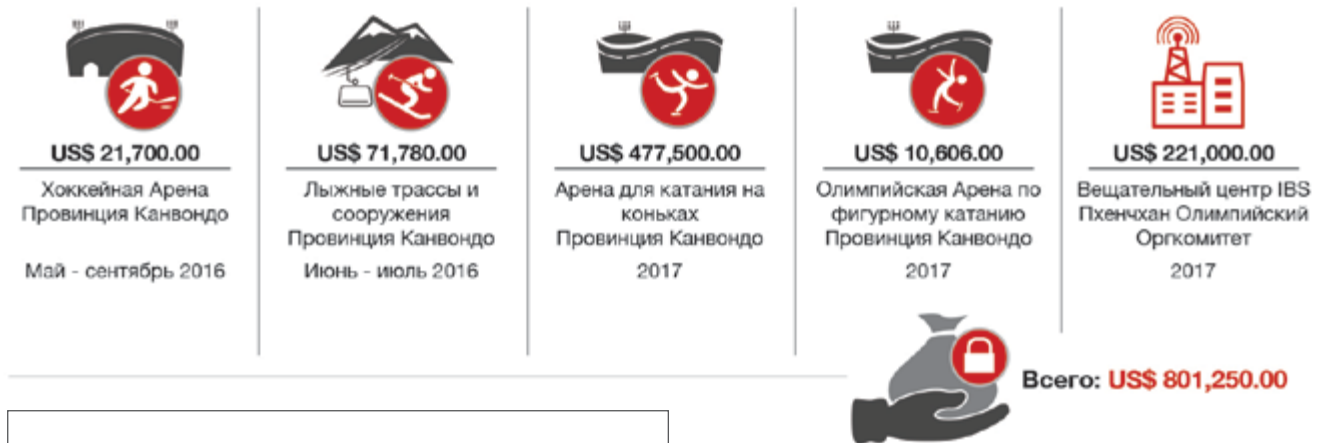 US$ 21,700.00
Хоккейная Арена
Провинция Канвондо
Май - сентябрь 2016
US$ 71,780.00
Лыжные трассы и
сооружения
Провинция Канвондо
Июнь - июль 2016
US$ 477,500.00
Арена для катания на
коньках
Провинция Канвондо
2017
US$ 10,606.00
Олимпийская Арена по
фигурному катанию
Провинция Канвондо
2017
US$ 221,000.00
Вещательный центр IBS
Пхенчхан Олимпийский
Оргкомитет
2017
Всего: US$ 801,250.00